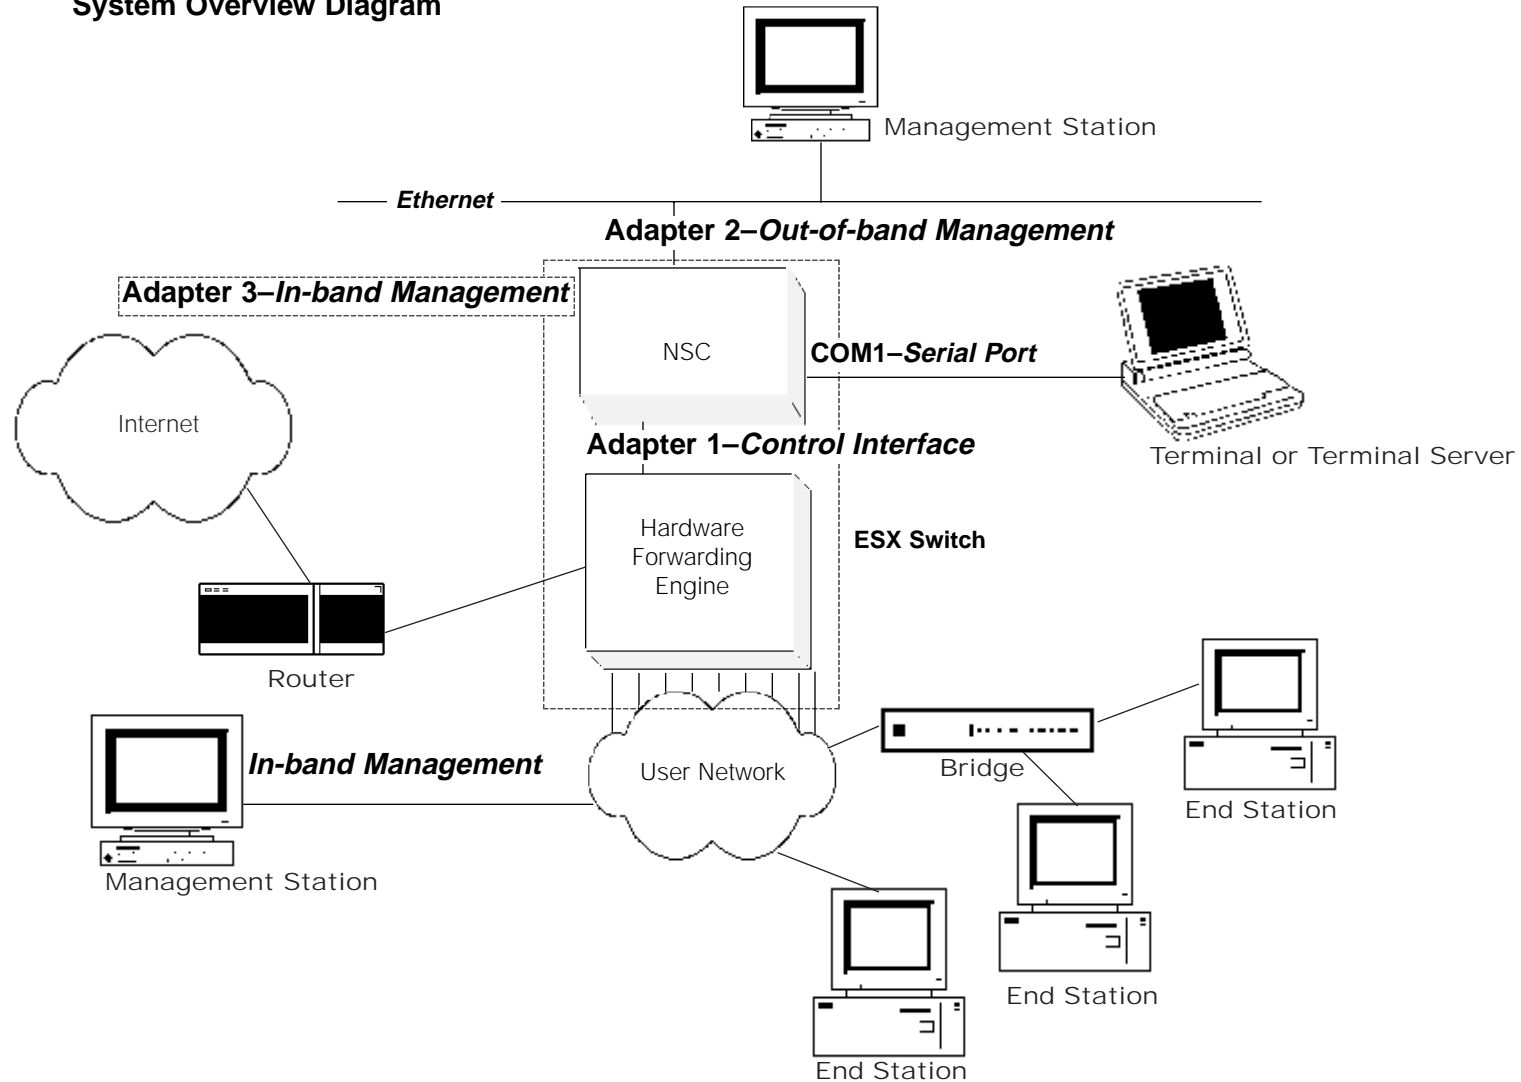 System Overview Diagram
Management Station
Ethernet
Adapter 2–Out-of-band Management
Adapter 3–In-band Management
NSC
COM1–Serial Port
Internet
Adapter 1–Control Interface
Terminal or Terminal Server
Hardware
Forwarding
Engine
ESX Switch
Router
In-band Management
User Network
Bridge
End Station
Management Station
End Station
End Station